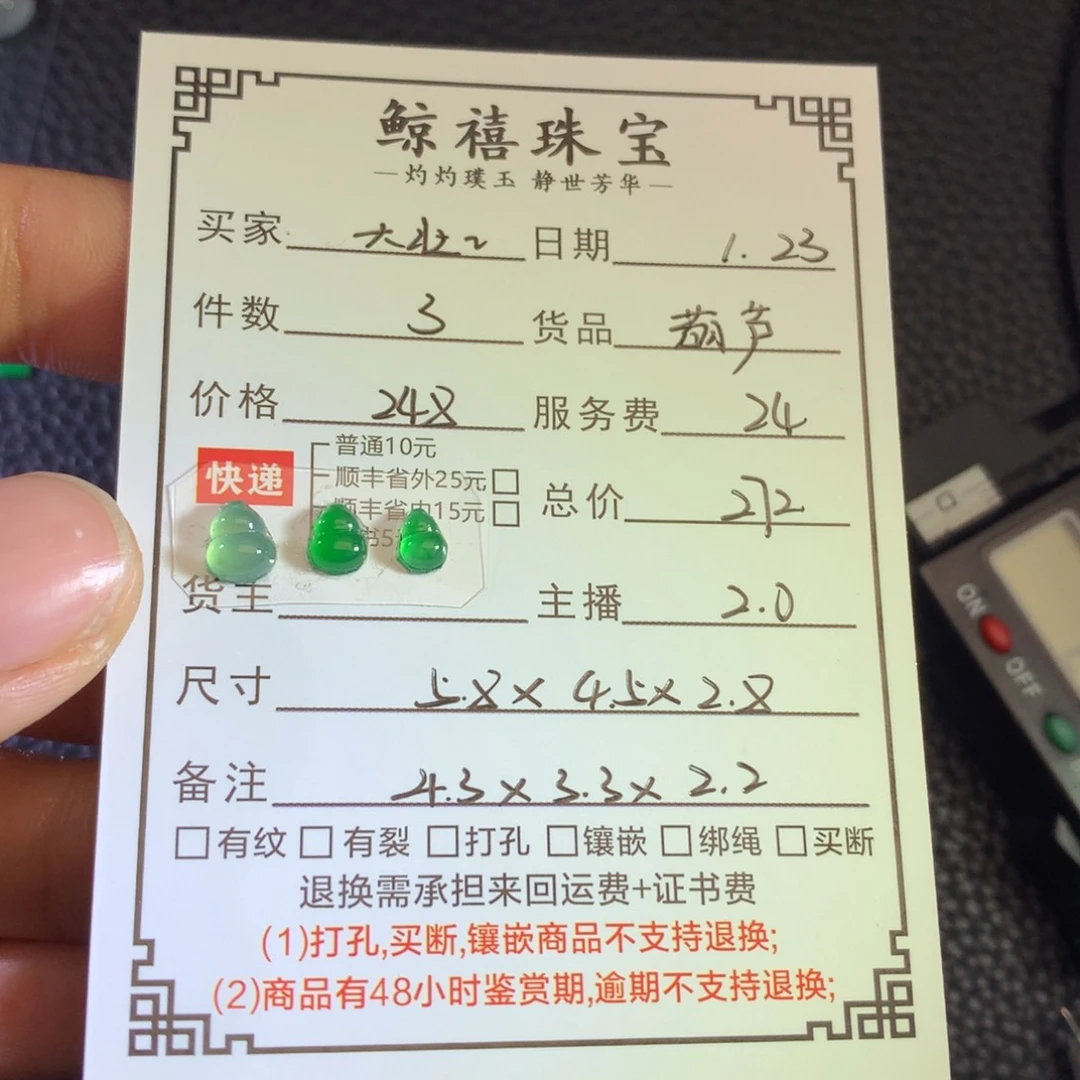 鲸禧珠宝
—灼灼璞玉 静世芳华—
买家 大壮2 日期 1.23
件数 3 货品 葫芦
价格 248 服务费 24
快递 普通10元
顺丰省外25元
顺丰省内15元
书5
总价 272
货主 主播 2.0
尺寸 5.8×4.5×2.8
备注 4.3×3.3×2.2
有纹 有裂 打孔 镶嵌 绑绳 买断
退换需承担来回运费+证书费
(1)打孔,买断,镶嵌商品不支持退换;
(2)商品有48小时鉴赏期,逾期不支持退换;
ON
OFF